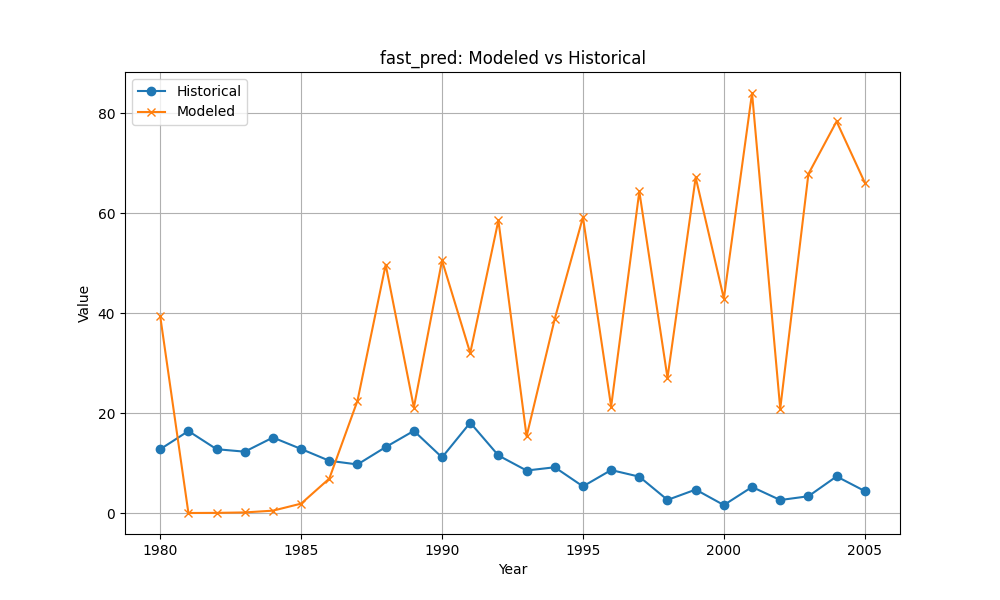 fast_pred: Modeled vs Historical
Historical
Modeled
80
60
40
20
0
Value
1980 1985 1990 1995 2000 2005
Year